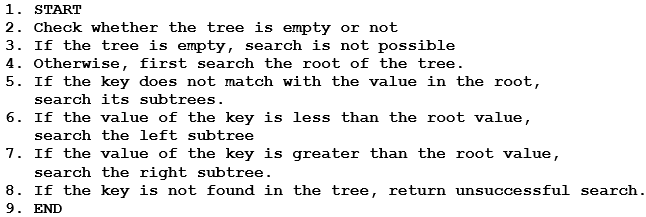 1. START
2. Check whether the tree is empty or not
3. If the tree is empty, search is not possible
4. Otherwise, first search the root of the tree.
5. If the key does not match with the value in the root,
search its subtrees.
6. If the value of the key is less than the root value,
search the left subtree
7. If the value of the key is greater than the root value,
search the right subtree.
8. If the key is not found in the tree, return unsuccessful search.
9. END